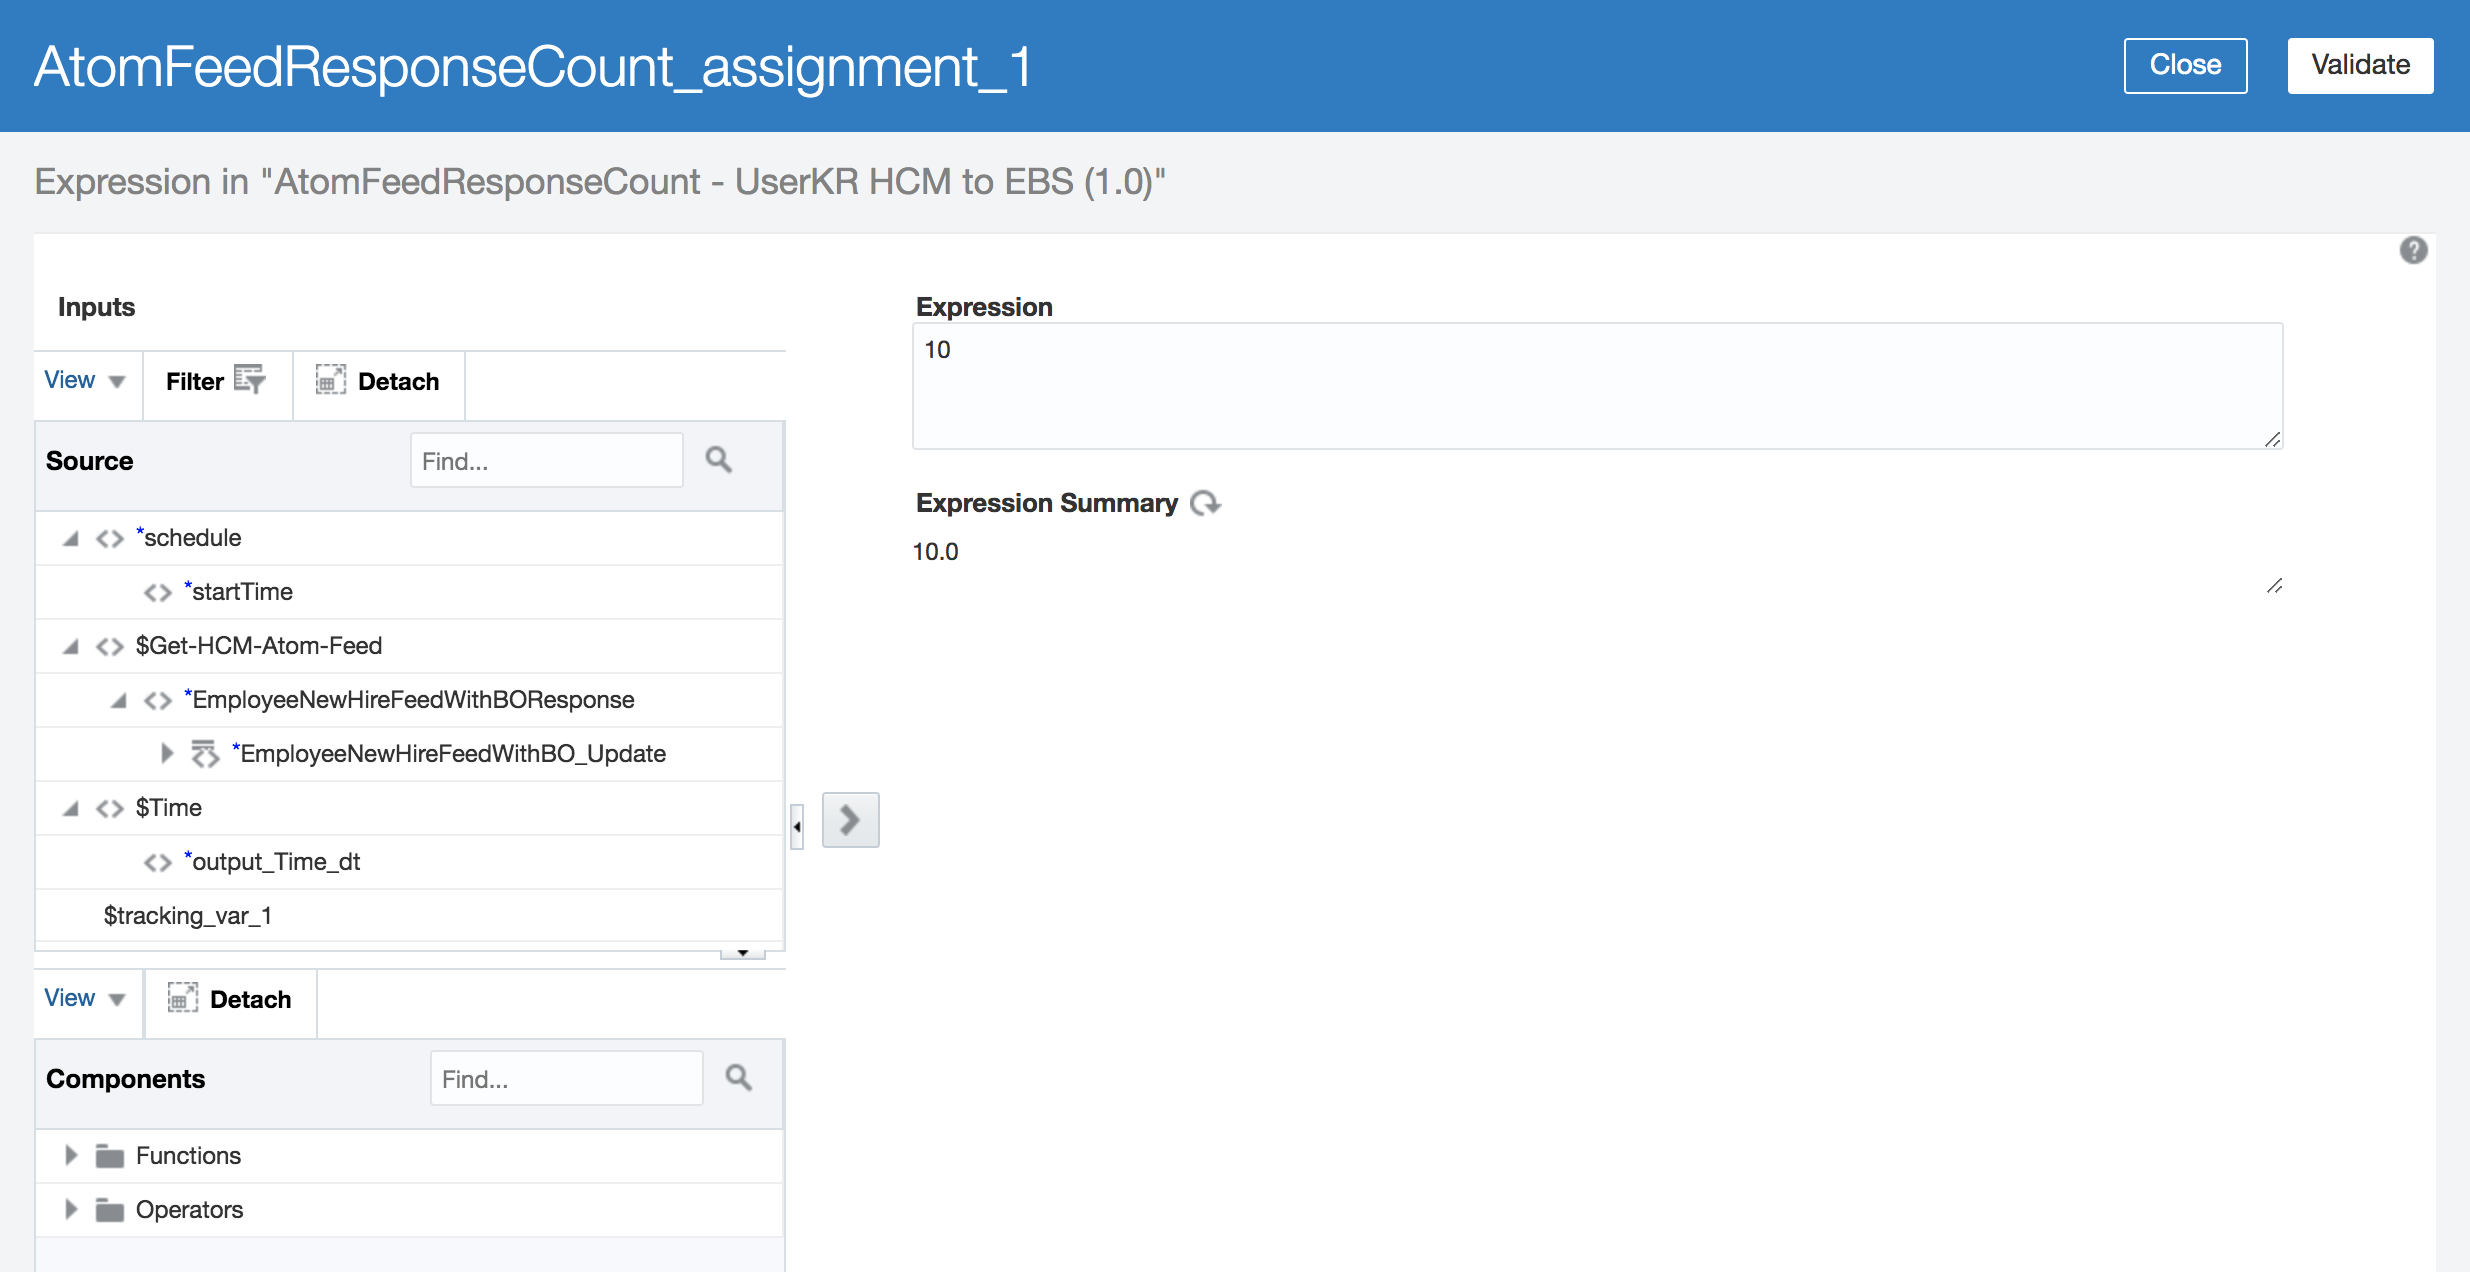 AtomFeedResponseCount_assignment_1
Close
Validate
Expression in "AtomFeedResponseCount - UserKR HCM to EBS (1.0)"
Inputs
View
Filter
Detach
Source
Find...
*schedule
*startTime
$Get-HCM-Atom-Feed
*EmployeeNewHireFeedWithBOResponse
*EmployeeNewHireFeedWithBO_Update
$Time
*output_Time_dt
$tracking_var_1
View
Detach
Components
Find...
Functions
Operators
Expression
10
Expression Summary
10.0